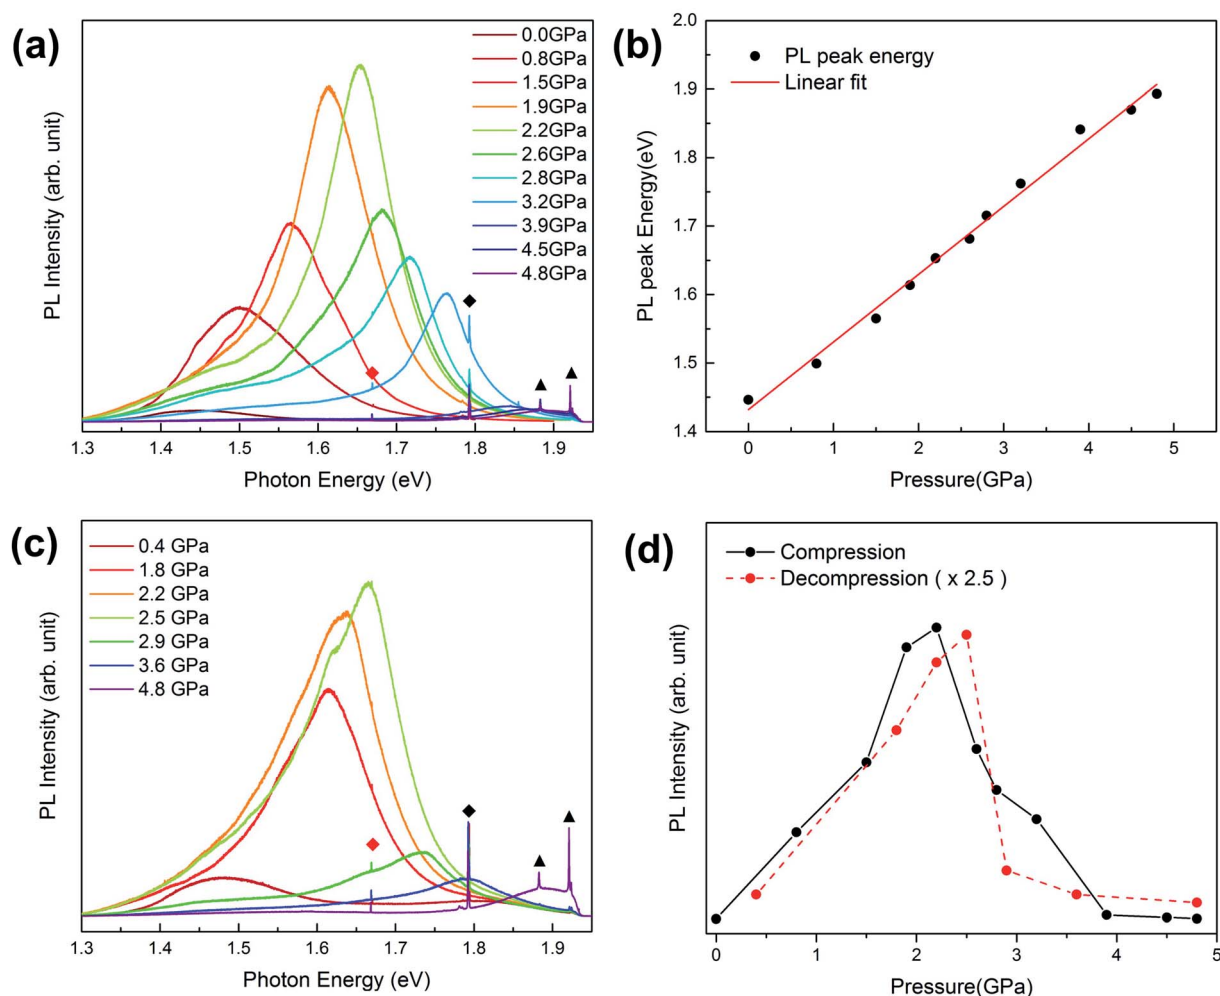 (a)
0.0GPa
0.8GPa
1.5GPa
1.9GPa
2.2GPa
2.6GPa
2.8GPa
3.2GPa
3.9GPa
4.5GPa
4.8GPa
PL Intensity (arb. unit)
1.3 1.4 1.5 1.6 1.7 1.8 1.9
Photon Energy (eV)
(b)
PL peak energy
Linear fit
PL peak Energy(eV)
2.0
1.9
1.8
1.7
1.6
1.5
1.4
0 1 2 3 4 5
Pressure(GPa)
(c)
0.4 GPa
1.8 GPa
2.2 GPa
2.5 GPa
2.9 GPa
3.6 GPa
4.8 GPa
PL Intensity (arb. unit)
1.3 1.4 1.5 1.6 1.7 1.8 1.9
Photon Energy (eV)
(d)
Compression
Decompression ( x 2.5 )
PL Intensity (arb. unit)
0 1 2 3 4 5
Pressure(GPa)